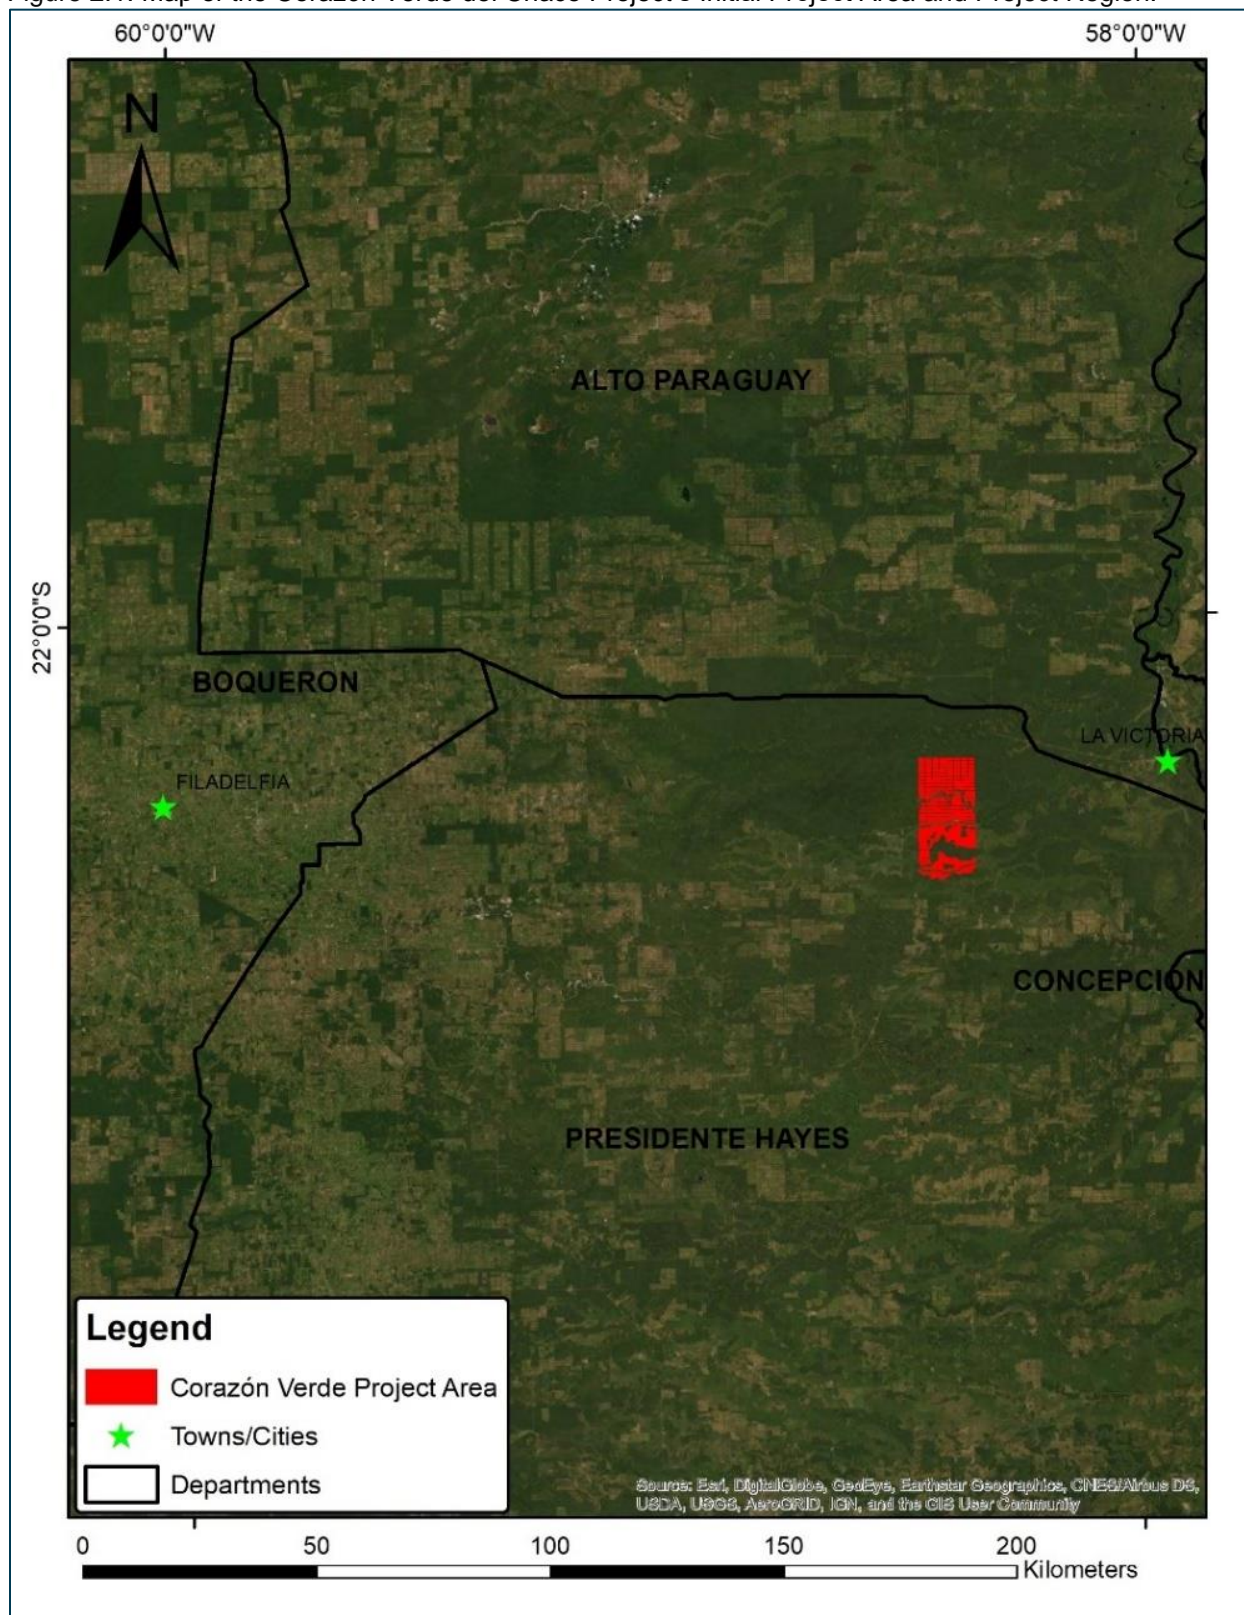 60°0'0"W
58°0'0"W
N
ALTO PARAGUAY
22°0'0"S
BOQUERON
LA VICTORIA
FILADELFIA
CONCEPCION
PRESIDENTE HAYES
Legend
Corazón Verde Project Area
Towns/Cities
Departments
Source: Esri, DigitalGlobe, GeoEye, Earthstar Geographics, CNES/Airbus DS,
USDA, USGS, AeroGRID, IGN, and the GIS User Community
0 50 100 150 200
Kilometers